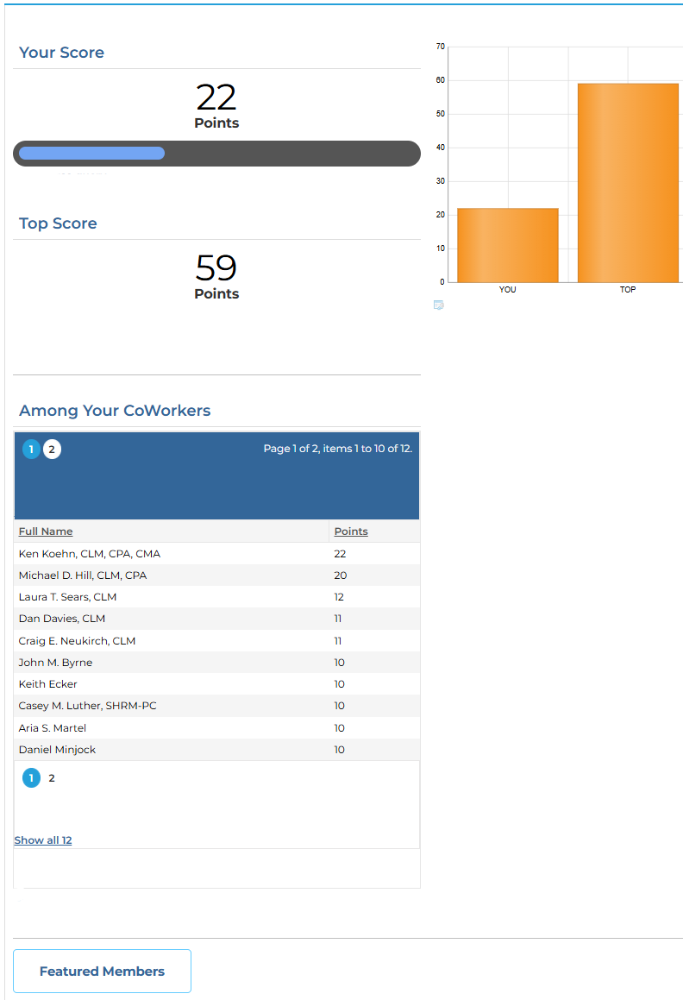 Your Score
22
Points
Top Score
59
Points
70
60
50
40
30
20
10
0
YOU TOP
Among Your CoWorkers
1 2 Page 1 of 2, items 1 to 10 of 12.
Full Name Points
Ken Koehn, CLM, CPA, CMA 22
Michael D. Hill, CLM, CPA 20
Laura T. Sears, CLM 12
Dan Davies, CLM 11
Craig E. Neukirch, CLM 11
John M. Byrne 10
Keith Ecker 10
Casey M. Luther, SHRM-PC 10
Aria S. Martel 10
Daniel Minjock 10
1 2
Show all 12
Featured Members